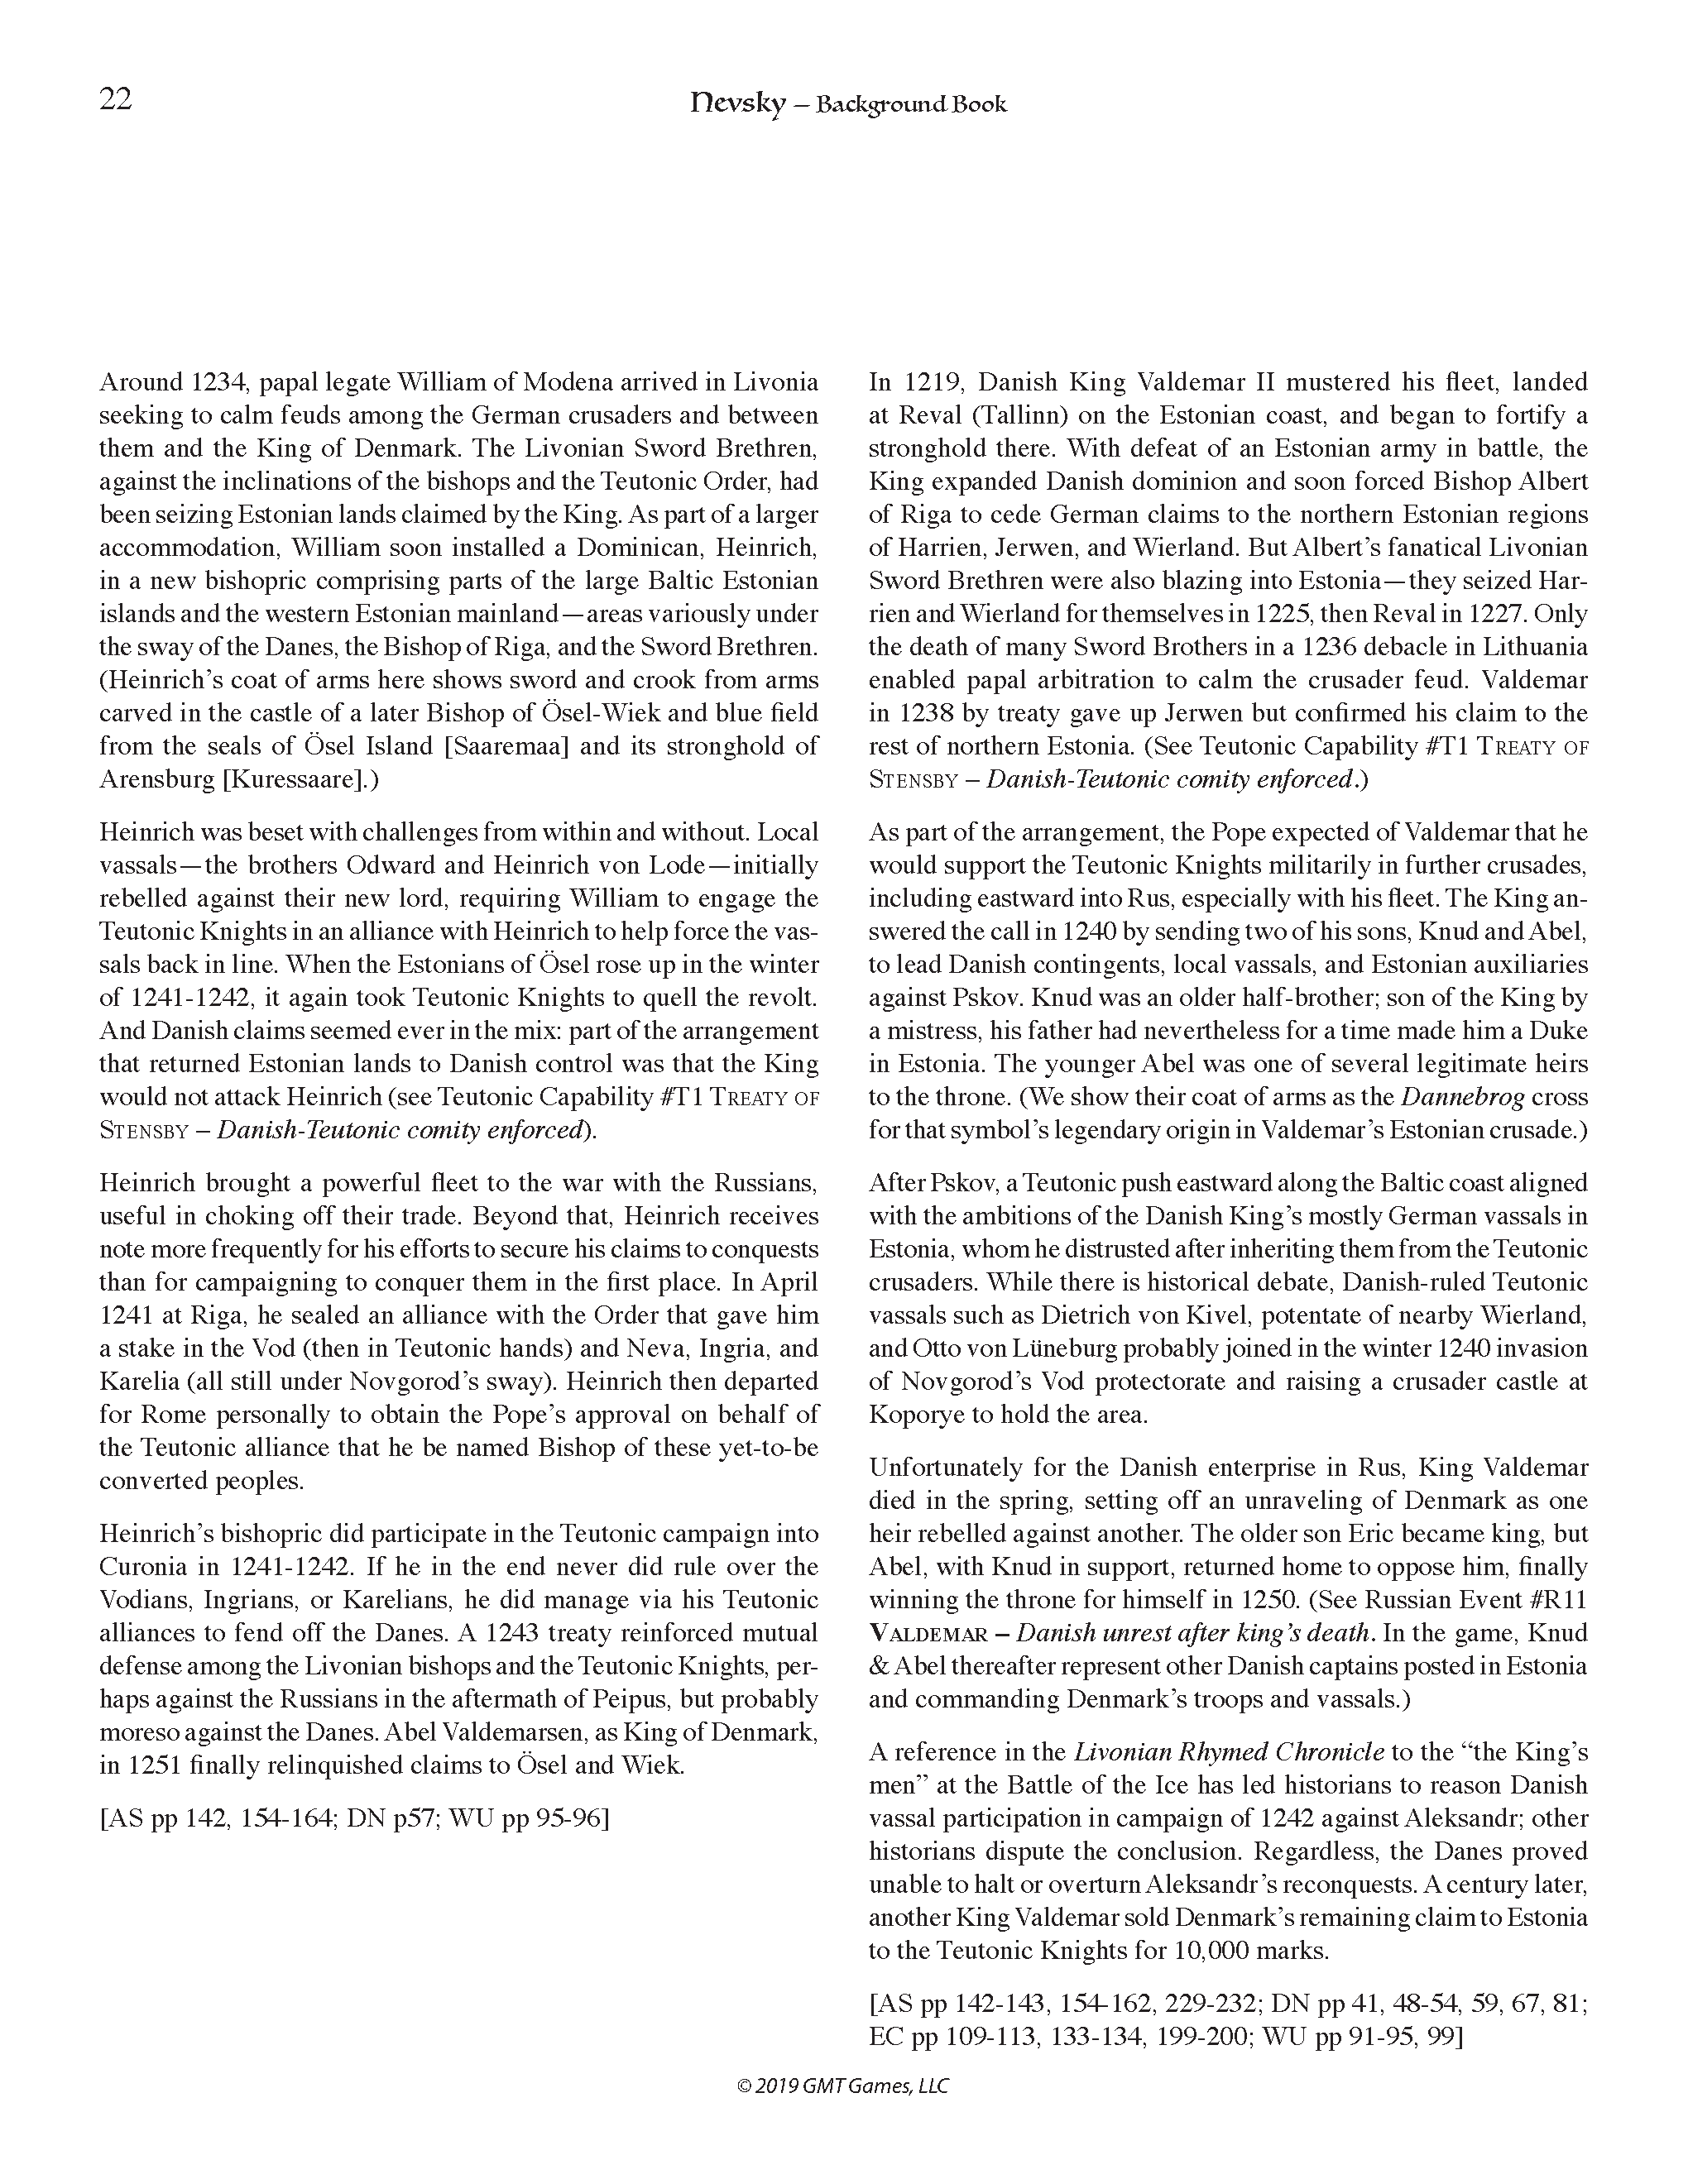 22
Nevsky – Background Book
Around 1234, papal legate William of Modena arrived in Livonia
seeking to calm feuds among the German crusaders and between
them and the King of Denmark. The Livonian Sword Brethren,
against the inclinations of the bishops and the Teutonic Order, had
been seizing Estonian lands claimed by the King. As part of a larger
accommodation, William soon installed a Dominican, Heinrich,
in a new bishopric comprising parts of the large Baltic Estonian
islands and the western Estonian mainland—areas variously under
the sway of the Danes, the Bishop of Riga, and the Sword Brethren.
(Heinrich's coat of arms here shows sword and crook from arms
carved in the castle of a later Bishop of Ösel-Wiek and blue field
from the seals of Ösel Island [Saaremaa] and its stronghold of
Arensburg [Kuressaare].)
Heinrich was beset with challenges from within and without. Local
vassals—the brothers Odward and Heinrich von Lode—initially
rebelled against their new lord, requiring William to engage the
Teutonic Knights in an alliance with Heinrich to help force the vas-
sals back in line. When the Estonians of Ösel rose up in the winter
of 1241-1242, it again took Teutonic Knights to quell the revolt.
And Danish claims seemed ever in the mix: part of the arrangement
that returned Estonian lands to Danish control was that the King
would not attack Heinrich (see Teutonic Capability #T1 TREATY OF
STENSBY – Danish-Teutonic comity enforced).
Heinrich brought a powerful fleet to the war with the Russians,
useful in choking off their trade. Beyond that, Heinrich receives
note more frequently for his efforts to secure his claims to conquests
than for campaigning to conquer them in the first place. In April
1241 at Riga, he sealed an alliance with the Order that gave him
a stake in the Vod (then in Teutonic hands) and Neva, Ingria, and
Karelia (all still under Novgorod's sway). Heinrich then departed
for Rome personally to obtain the Pope's approval on behalf of
the Teutonic alliance that he be named Bishop of these yet-to-be
converted peoples.
Heinrich's bishopric did participate in the Teutonic campaign into
Curonia in 1241-1242. If he in the end never did rule over the
Vodians, Ingrians, or Karelians, he did manage via his Teutonic
alliances to fend off the Danes. A 1243 treaty reinforced mutual
defense among the Livonian bishops and the Teutonic Knights, per-
haps against the Russians in the aftermath of Peipus, but probably
moreso against the Danes. Abel Valdemarsen, as King of Denmark,
in 1251 finally relinquished claims to Ösel and Wiek.
[AS pp 142, 154-164; DN p57; WU pp 95-96]
In 1219, Danish King Valdemar II mustered his fleet, landed
at Reval (Tallinn) on the Estonian coast, and began to fortify a
stronghold there. With defeat of an Estonian army in battle, the
King expanded Danish dominion and soon forced Bishop Albert
of Riga to cede German claims to the northern Estonian regions
of Harrien, Jerwen, and Wierland. But Albert's fanatical Livonian
Sword Brethren were also blazing into Estonia—they seized Har-
rien and Wierland for themselves in 1225, then Reval in 1227. Only
the death of many Sword Brothers in a 1236 debacle in Lithuania
enabled papal arbitration to calm the crusader feud. Valdemar
in 1238 by treaty gave up Jerwen but confirmed his claim to the
rest of northern Estonia. (See Teutonic Capability #T1 TREATY OF
STENSBY – Danish-Teutonic comity enforced.)
As part of the arrangement, the Pope expected of Valdemar that he
would support the Teutonic Knights militarily in further crusades,
including eastward into Rus, especially with his fleet. The King an-
swered the call in 1240 by sending two of his sons, Knud and Abel,
to lead Danish contingents, local vassals, and Estonian auxiliaries
against Pskov. Knud was an older half-brother; son of the King by
a mistress, his father had nevertheless for a time made him a Duke
in Estonia. The younger Abel was one of several legitimate heirs
to the throne. (We show their coat of arms as the Dannebrog cross
for that symbol's legendary origin in Valdemar's Estonian crusade.)
After Pskov, a Teutonic push eastward along the Baltic coast aligned
with the ambitions of the Danish King's mostly German vassals in
Estonia, whom he distrusted after inheriting them from the Teutonic
crusaders. While there is historical debate, Danish-ruled Teutonic
vassals such as Dietrich von Kivel, potentate of nearby Wierland,
and Otto von Lüneburg probably joined in the winter 1240 invasion
of Novgorod's Vod protectorate and raising a crusader castle at
Koporye to hold the area.
Unfortunately for the Danish enterprise in Rus, King Valdemar
died in the spring, setting off an unraveling of Denmark as one
heir rebelled against another. The older son Eric became king, but
Abel, with Knud in support, returned home to oppose him, finally
winning the throne for himself in 1250. (See Russian Event #R11
VALDEMAR – Danish unrest after king's death. In the game, Knud
& Abel thereafter represent other Danish captains posted in Estonia
and commanding Denmark's troops and vassals.)
A reference in the Livonian Rhymed Chronicle to the “the King's
men” at the Battle of the Ice has led historians to reason Danish
vassal participation in campaign of 1242 against Aleksandr; other
historians dispute the conclusion. Regardless, the Danes proved
unable to halt or overturn Aleksandr's reconquests. A century later,
another King Valdemar sold Denmark's remaining claim to Estonia
to the Teutonic Knights for 10,000 marks.
[AS pp 142-143, 154-162, 229-232; DN pp 41, 48-54, 59, 67, 81;
EC pp 109-113, 133-134, 199-200; WU pp 91-95, 99]
© 2019 GMT Games, LLC